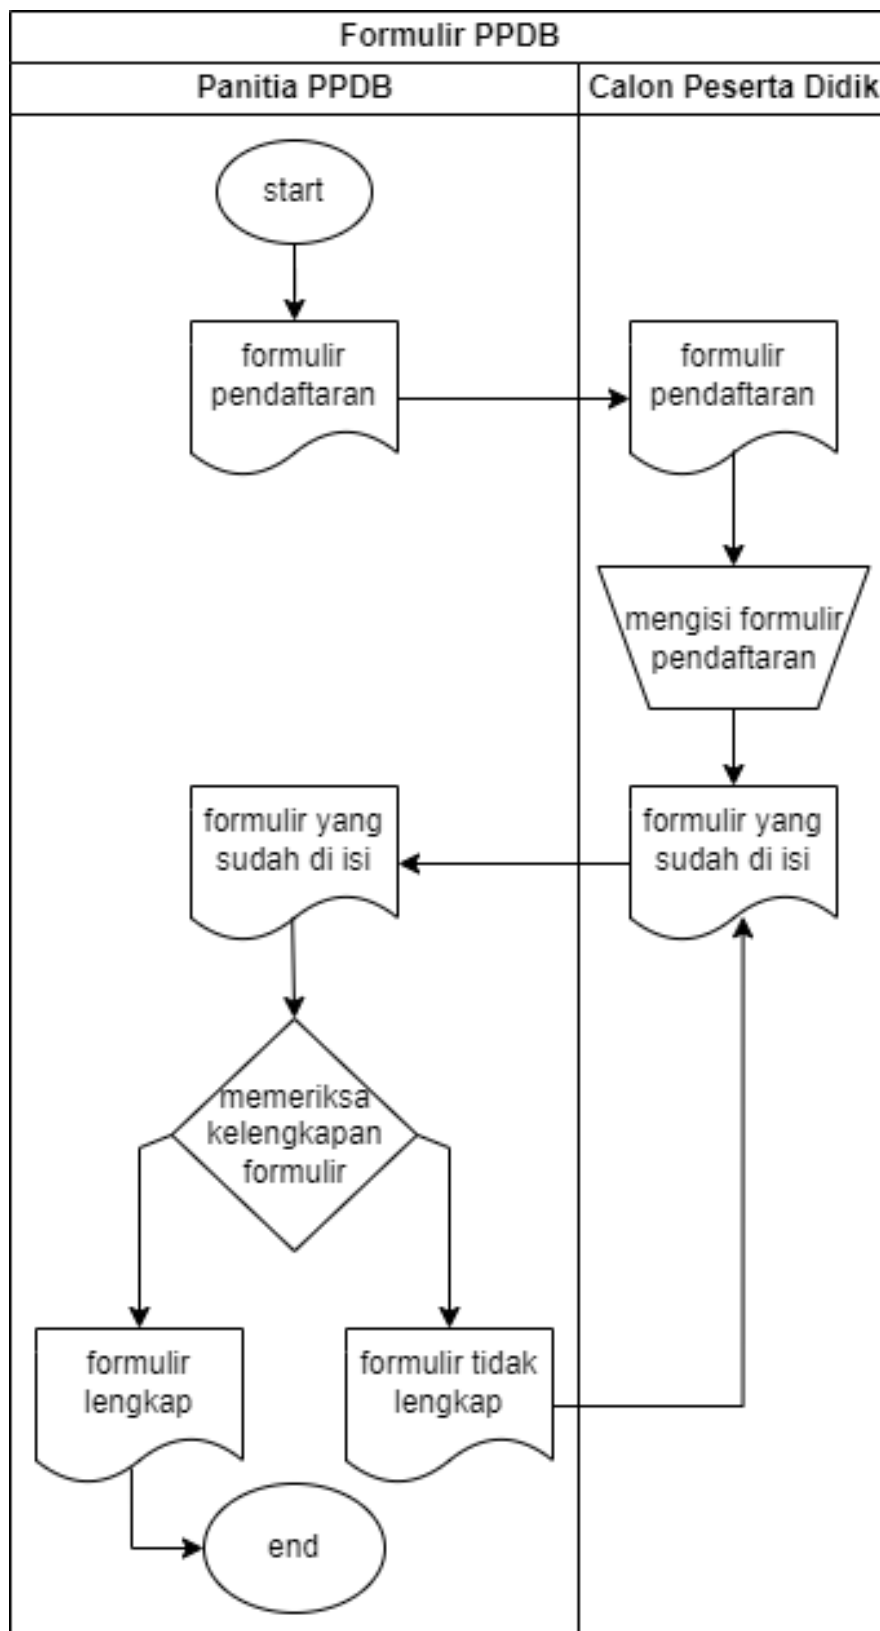 Formulir PPDB
Panitia PPDB
Calon Peserta Didik
start
formulir
pendaftaran
formulir
pendaftaran
mengisi formulir
pendaftaran
formulir yang
sudah di isi
formulir yang
sudah di isi
memeriksa
kelengkapan
formulir
formulir
lengkap
formulir tidak
lengkap
end